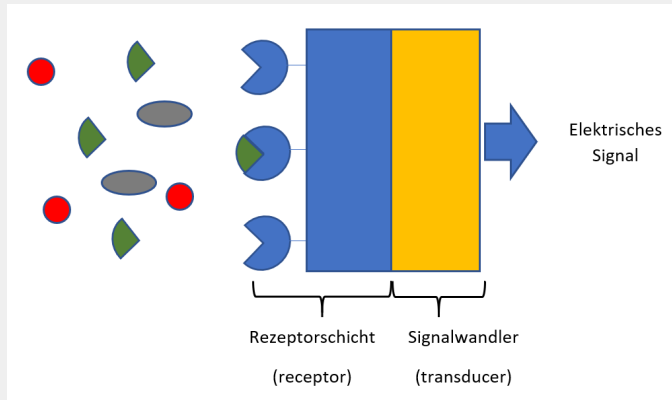 Elektrisches
Signal
Rezeptorschicht
(receptor)
Signalwandler
(transducer)